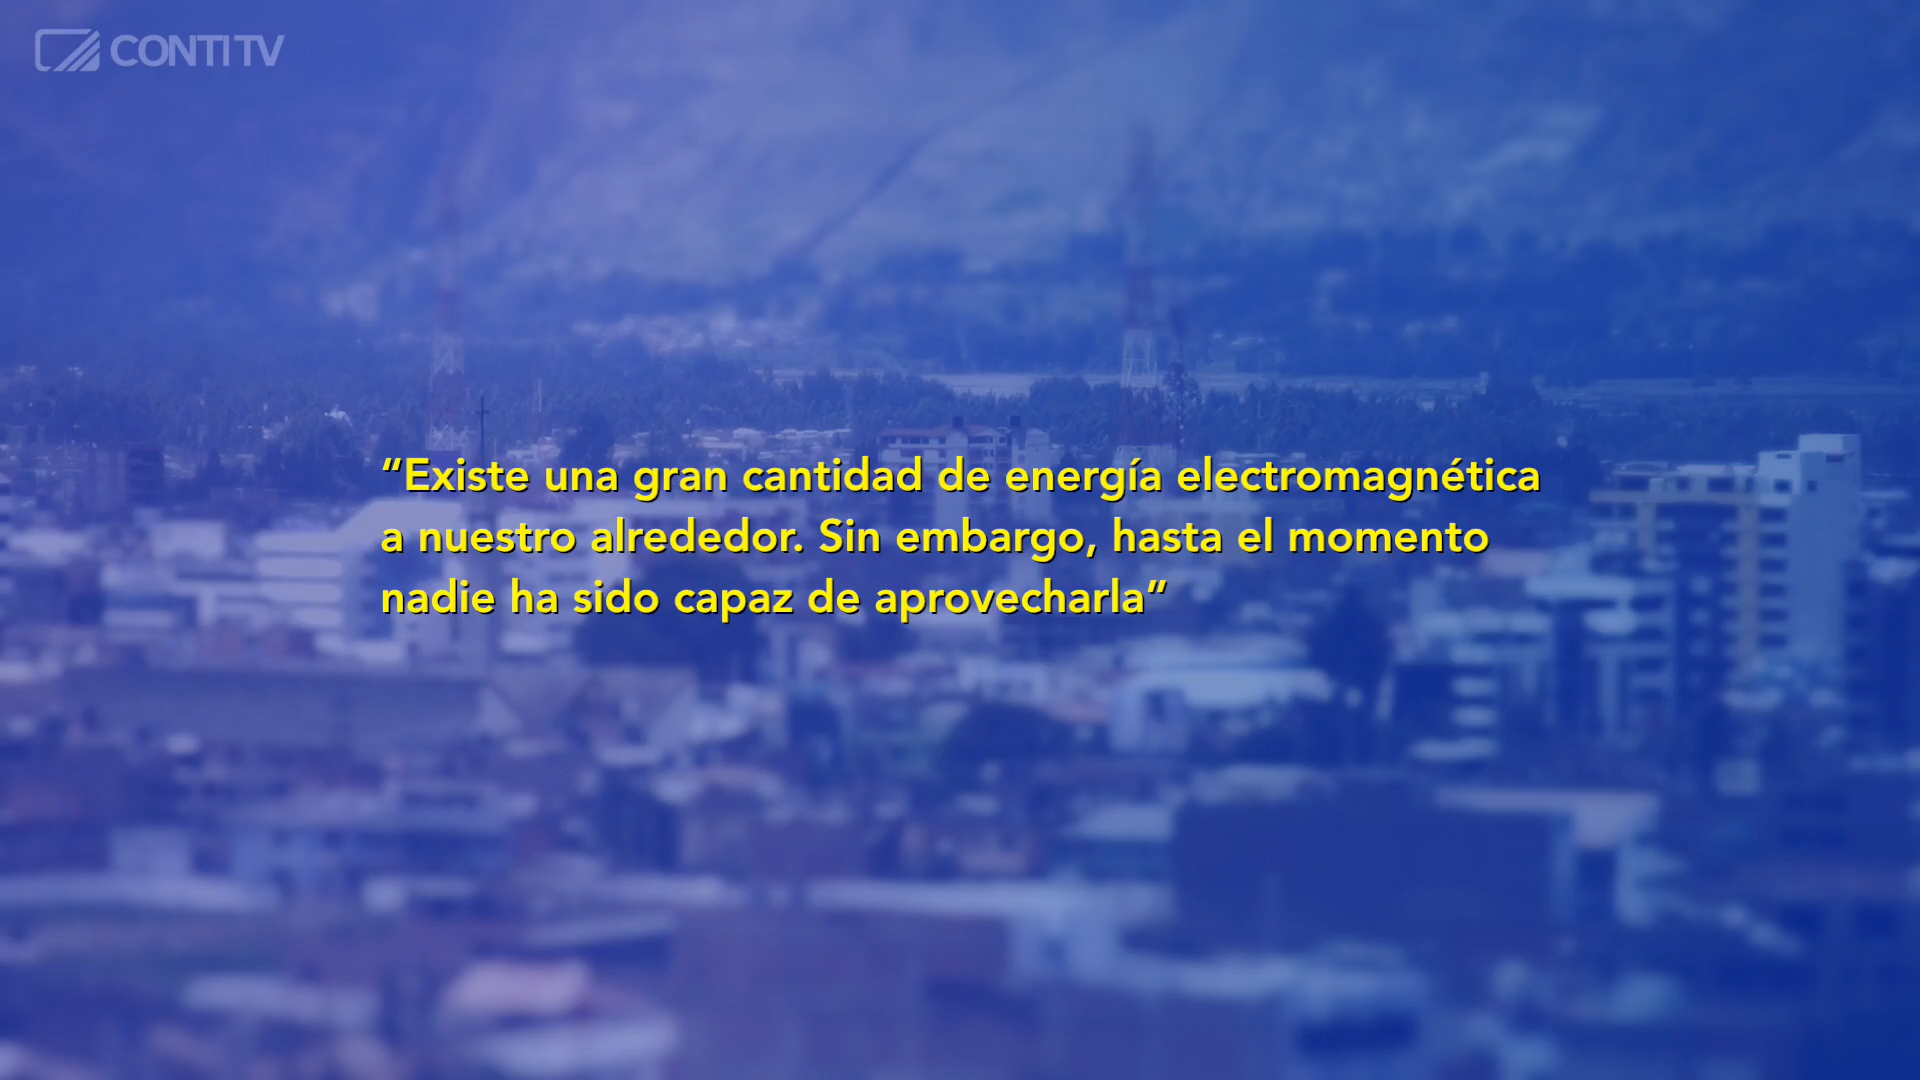 CONTI TV
“Existe una gran cantidad de energía electromagnética
a nuestro alrededor. Sin embargo, hasta el momento
nadie ha sido capaz de aprovecharla”